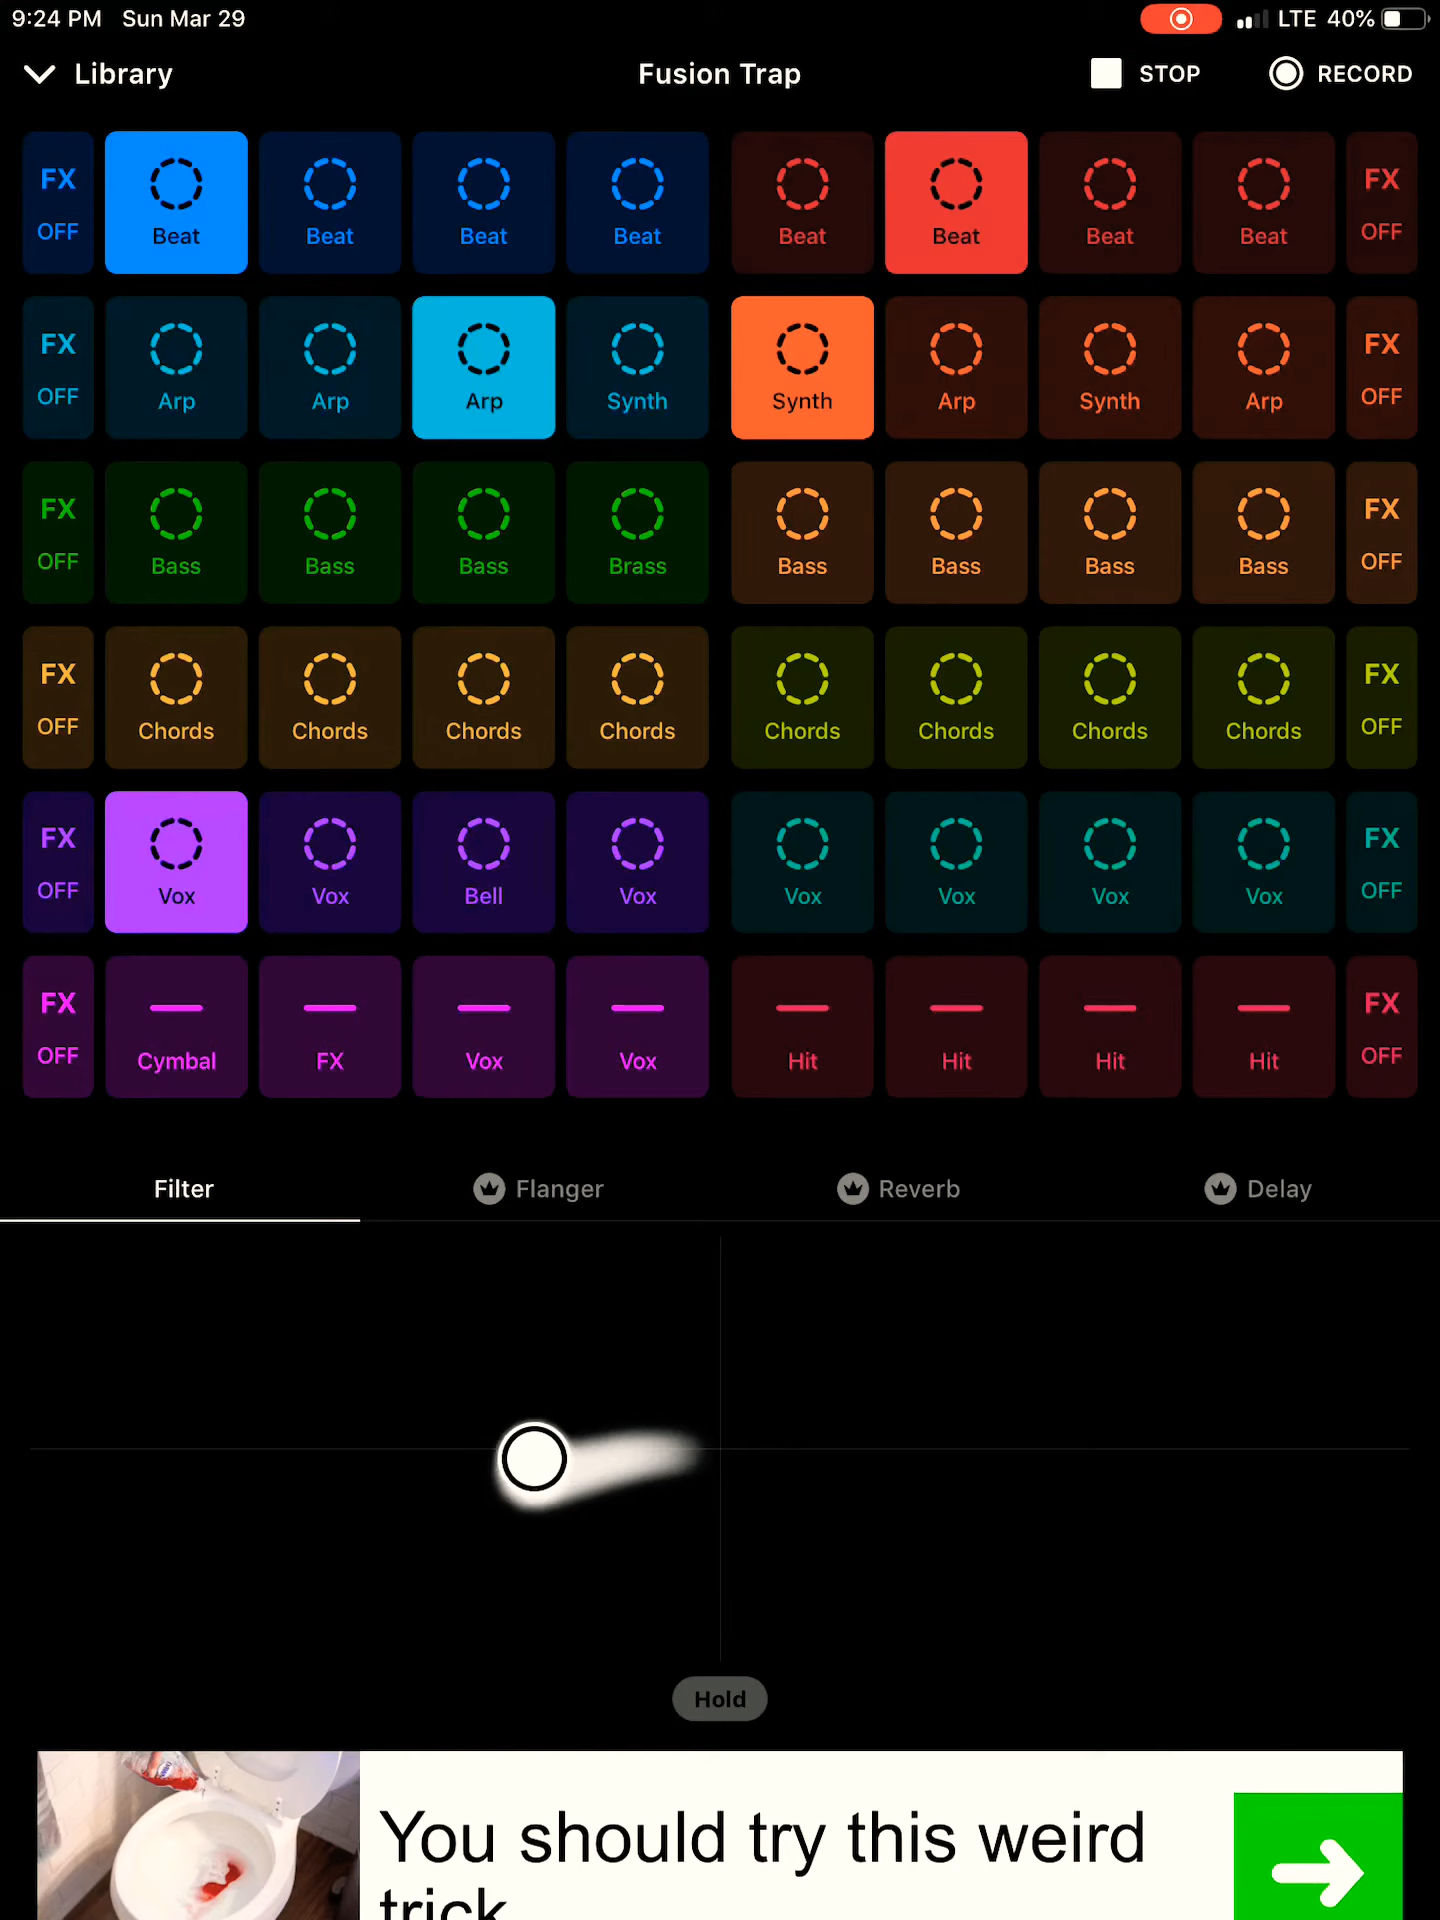 9:24 PM Sun Mar 29 LTE 40%
Library Fusion Trap STOP RECORD
FX Beat Beat Beat Beat Beat Beat Beat Beat FX
OFF OFF
FX Arp Arp Arp Synth Synth Arp Synth Arp FX
OFF OFF
FX Bass Bass Bass Brass Bass Bass Bass Bass FX
OFF OFF
FX Chords Chords Chords Chords Chords Chords Chords Chords FX
OFF OFF
FX Vox Vox Bell Vox Vox Vox Vox Vox FX
OFF OFF
FX Cymbal FX Vox Vox Hit Hit Hit Hit FX
OFF OFF
Filter Flanger Reverb Delay
Hold
You should try this weird
trick